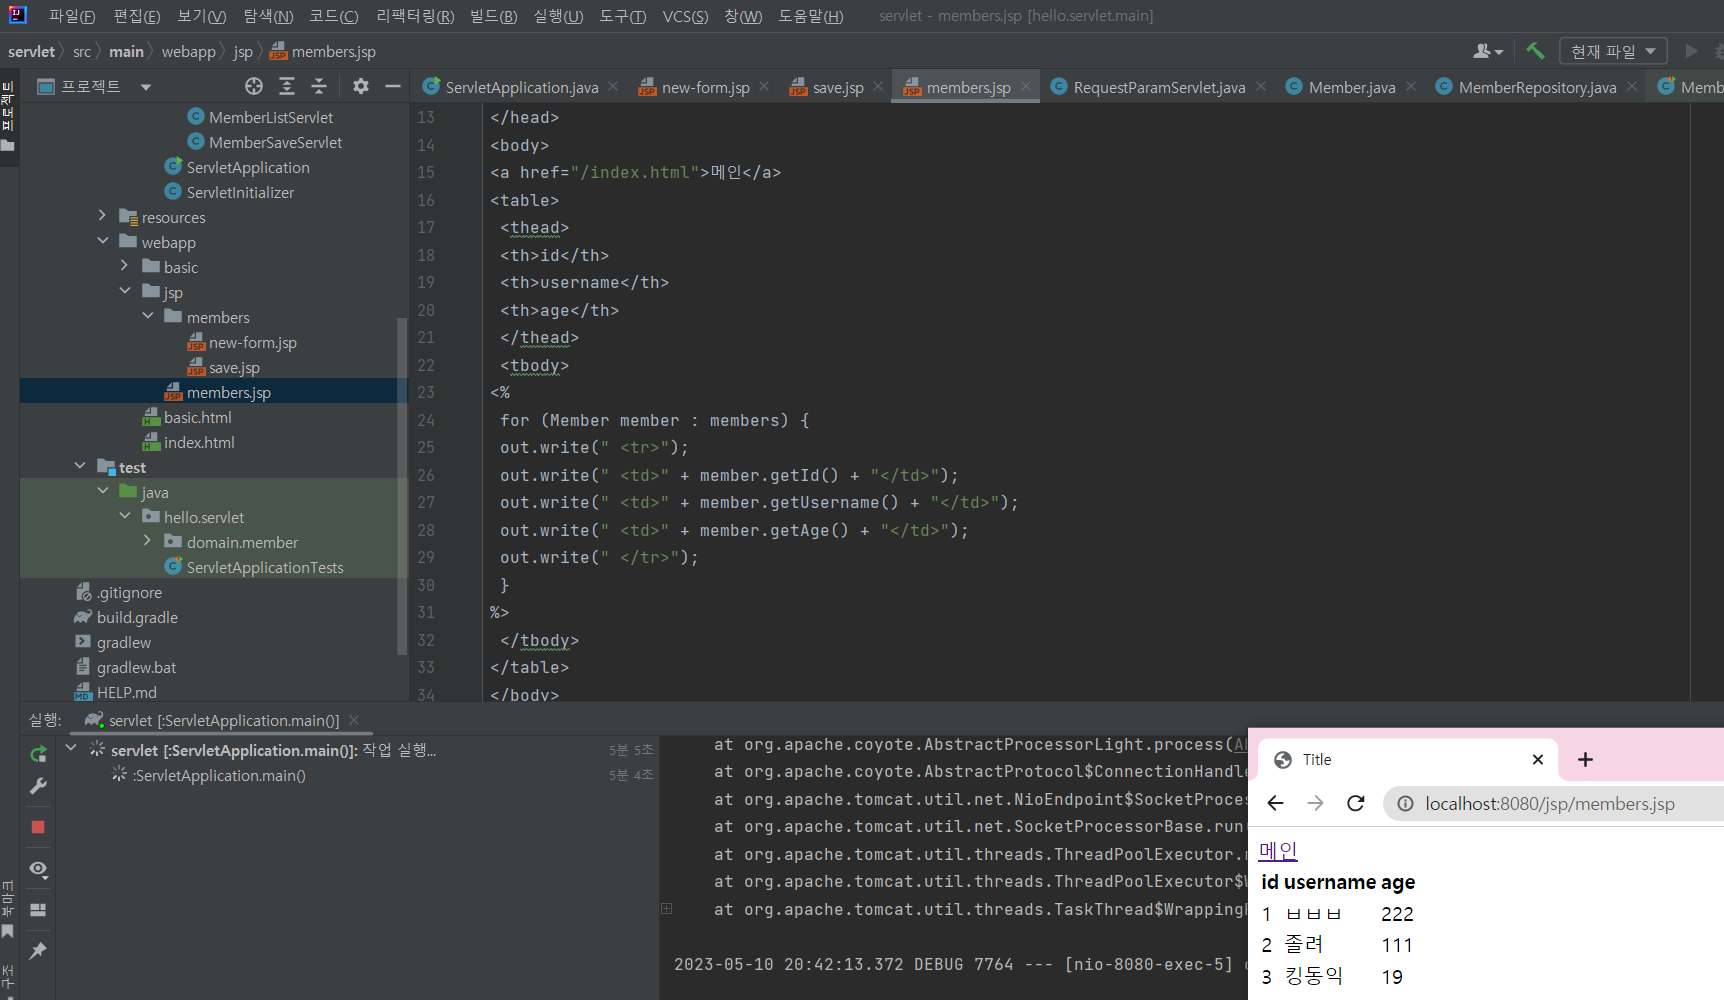 파일(F) 편집(E) 보기(V) 탐색(N) 코드(C) 리팩터링(R) 빌드(B) 실행(U) 도구(T) VCS(S) 창(W) 도움말(H) servlet - members.jsp [hello.servlet.main]
servlet src main webapp jsp members.jsp 현재 파일
프로젝트
프로젝트
ServletApplication.java new-form.jsp save.jsp members.jsp RequestParamServlet.java Member.java MemberRepository.java Memb
MemberListServlet
MemberSaveServlet
ServletApplication
ServletInitializer
resources
webapp
basic
jsp
members
new-form.jsp
save.jsp
members.jsp
basic.html
index.html
test
java
hello.servlet
domain.member
ServletApplicationTests
.gitignore
build.gradle
gradlew
gradlew.bat
HELP.md
13 </head>
14 <body>
15 <a href="/index.html">메인</a>
16 <table>
17 <thead>
18 <th>id</th>
19 <th>username</th>
20 <th>age</th>
21 </thead>
22 <tbody>
23 <%
24 for (Member member : members) {
25 out.write(" <tr>");
26 out.write(" <td>" + member.getId() + "</td>");
27 out.write(" <td>" + member.getUsername() + "</td>");
28 out.write(" <td>" + member.getAge() + "</td>");
29 out.write(" </tr>");
30 }
31 %>
32 </tbody>
33 </table>
34 </body>
실행: servlet [:ServletApplication.main()]
servlet [:ServletApplication.main()]: 작업 실행... 5분 5초
:ServletApplication.main() 5분 4초
북마크
구조
at org.apache.coyote.AbstractProcessorLight.process(
at org.apache.coyote.AbstractProtocol$ConnectionHandle
at org.apache.tomcat.util.net.NioEndpoint$SocketProces
at org.apache.tomcat.util.net.SocketProcessorBase.run
at org.apache.tomcat.util.threads.ThreadPoolExecutor.
at org.apache.tomcat.util.threads.ThreadPoolExecutor$
at org.apache.tomcat.util.threads.TaskThread$Wrapping
2023-05-10 20:42:13.372 DEBUG 7764 --- [nio-8080-exec-5]
Title
localhost:8080/jsp/members.jsp
메인
id username age
1 ㅂㅂㅂ 222
2 졸려 111
3 킹동익 19